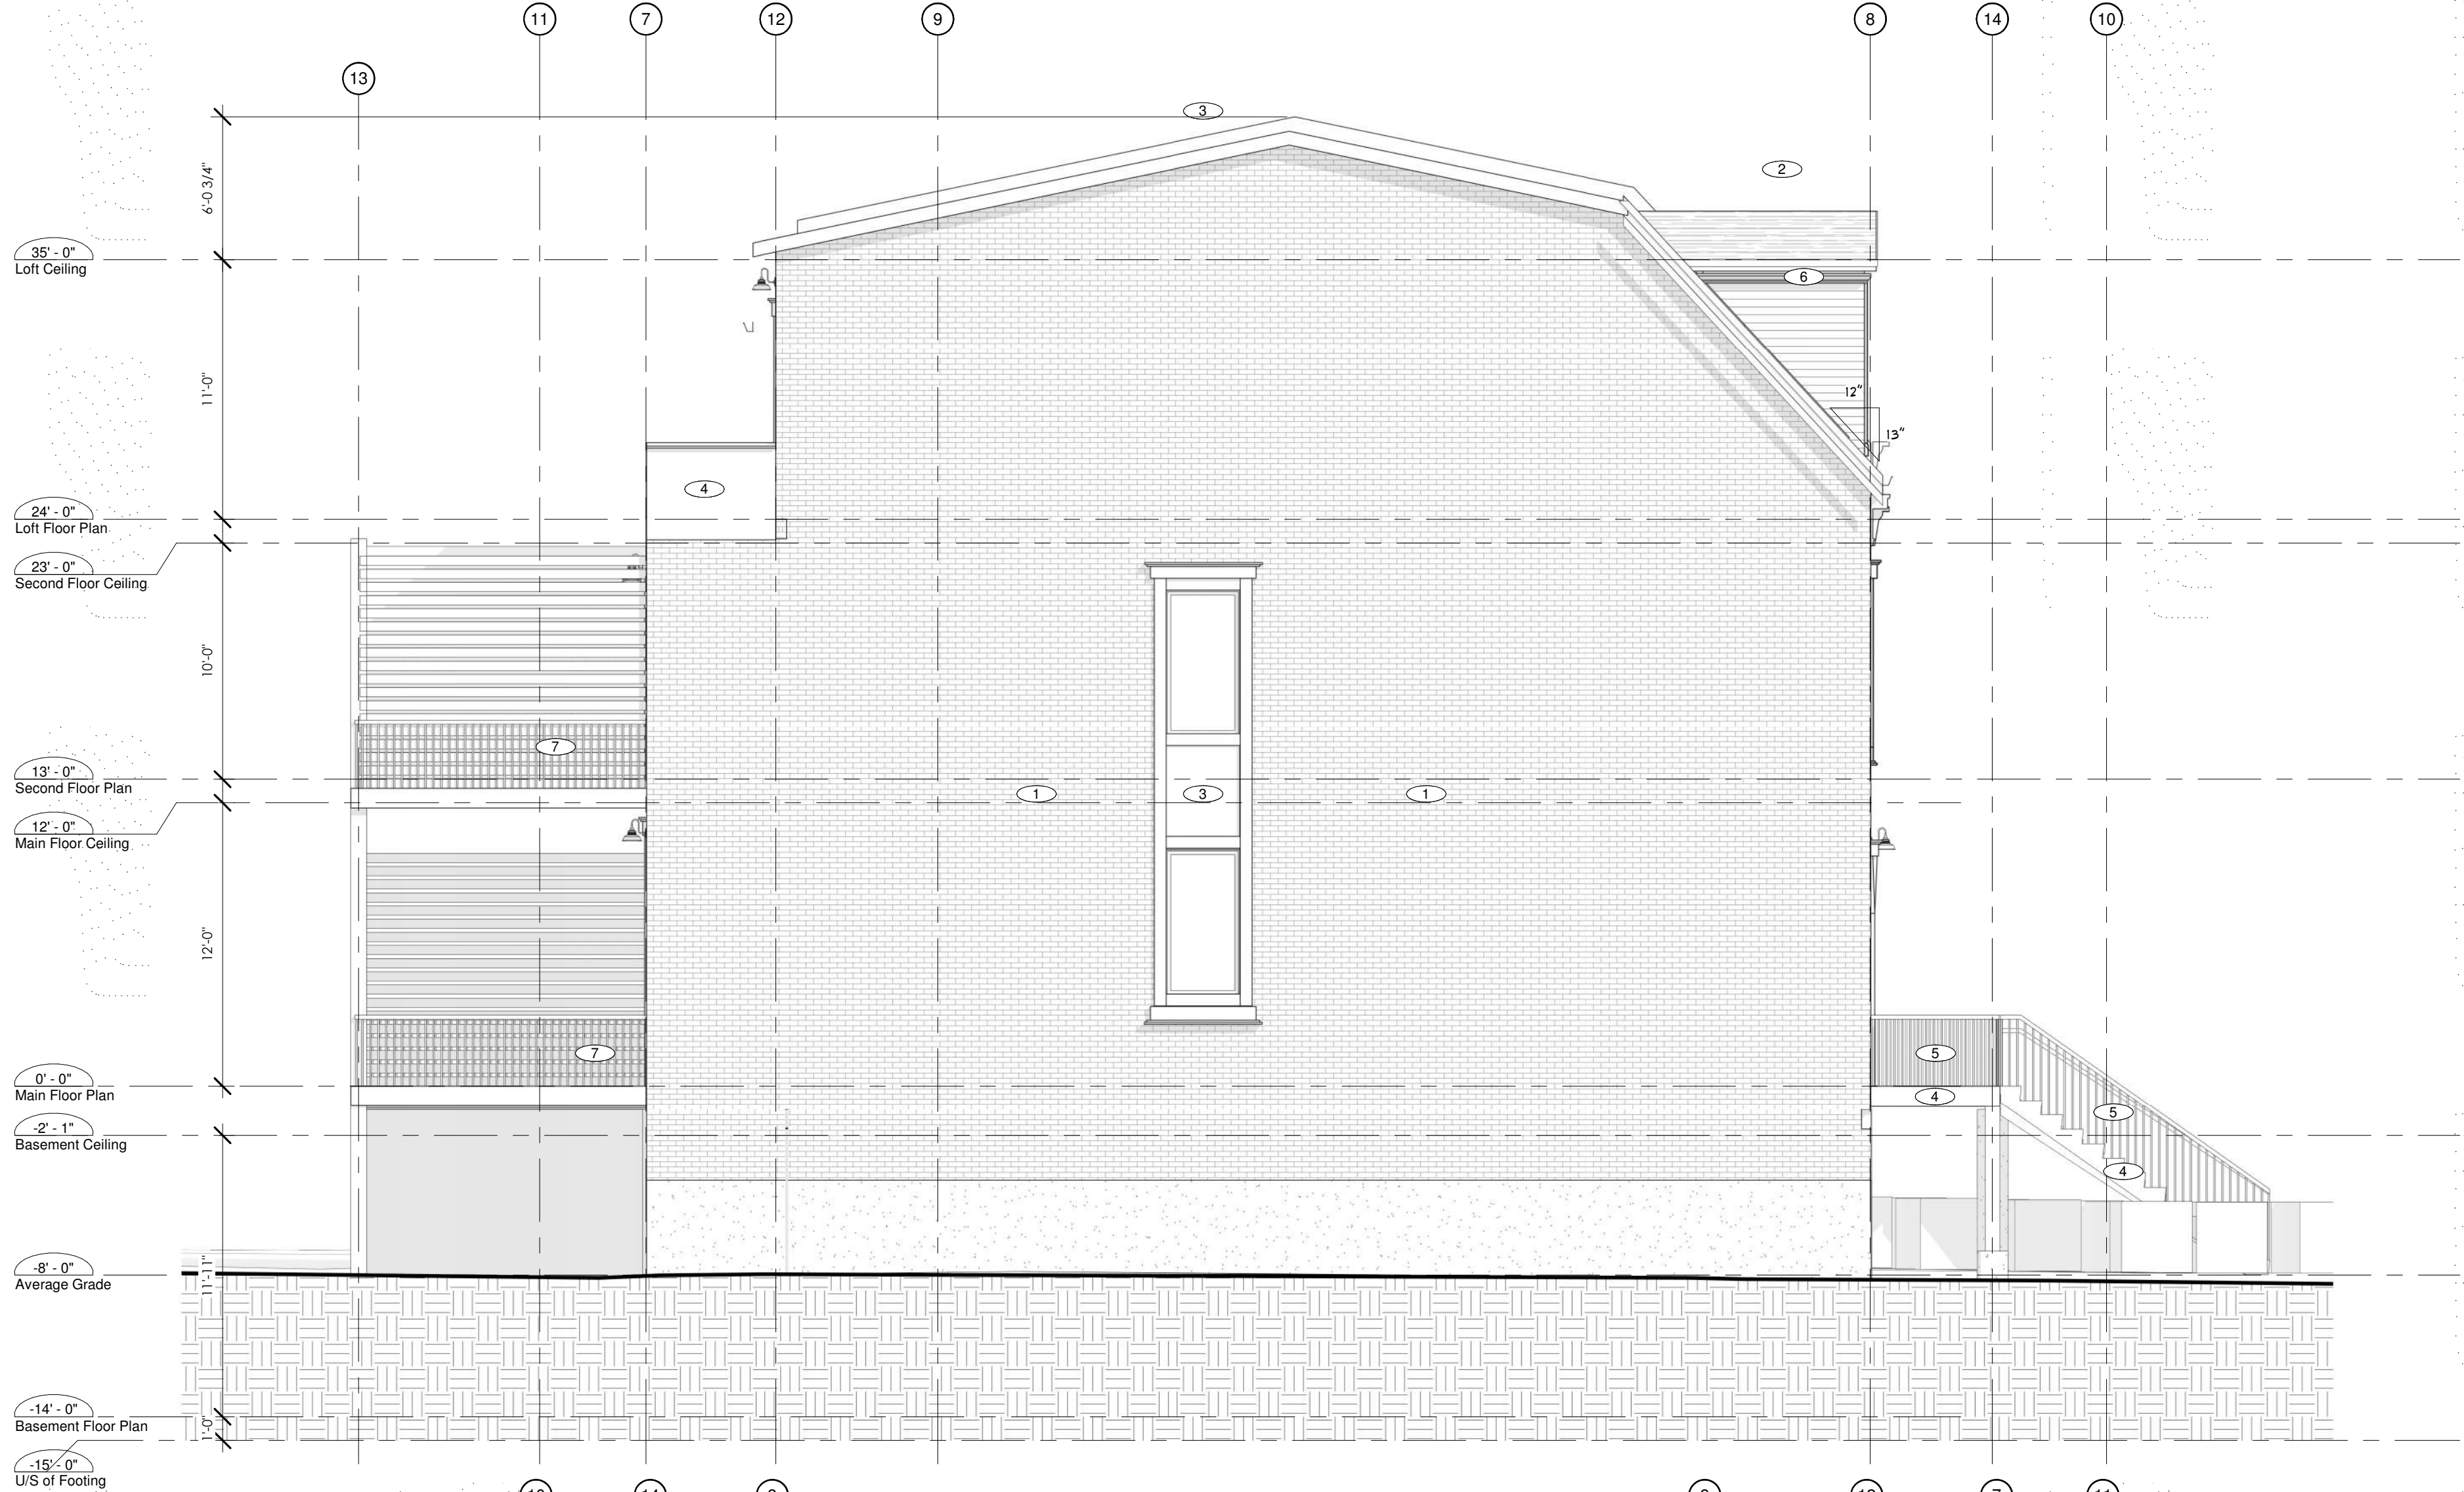 11
7
12
9
8
14
10
13
3
2
6'-0 3/4"
35' - 0"
Loft Ceiling
6
11'-0"
12"
13"
4
24' - 0"
Loft Floor Plan
23' - 0"
Second Floor Ceiling
10'-0"
7
13' - 0"
Second Floor Plan
1
3
1
12' - 0"
Main Floor Ceiling
12'-0"
7
5
0' - 0"
Main Floor Plan
4
5
-2' - 1"
Basement Ceiling
4
-8' - 0"
Average Grade
11'-11"
-14' - 0"
Basement Floor Plan
1'-0"
-15' - 0"
U/S of Footing